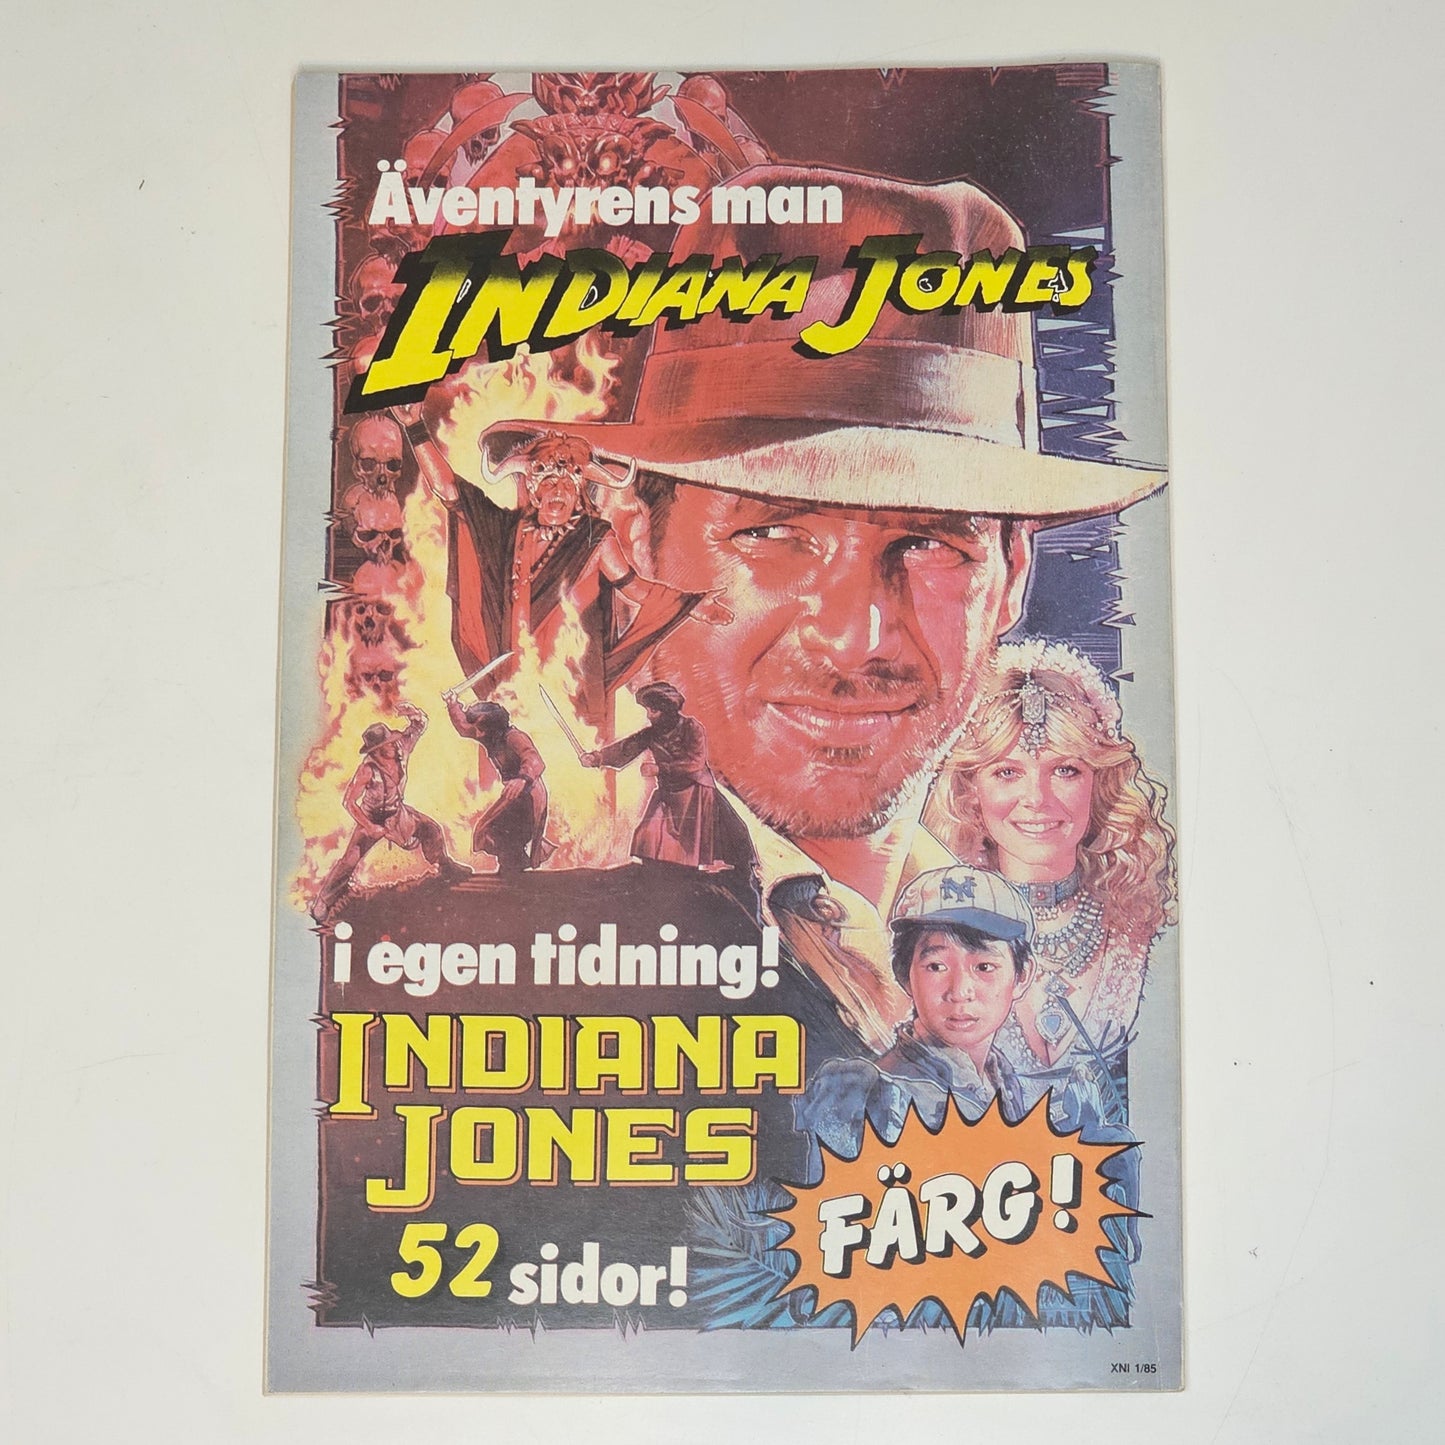 Äventyrens man
INDIANA JONES
NY
i egen tidning!
INDIANA
JONES
52 sidor!
FÄRG!
XNI 1/85